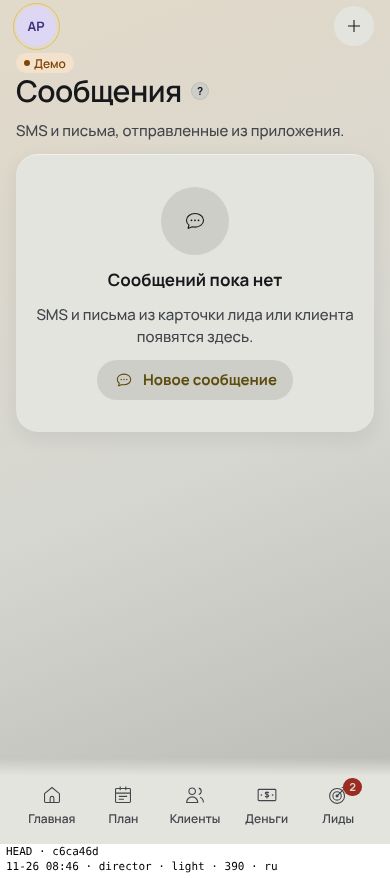 AP
Демо
Сообщения ?
SMS и письма, отправленные из приложения.
Сообщений пока нет
SMS и письма из карточки лида или клиента
появятся здесь.
Новое сообщение
2
Главная План Клиенты Деньги Лиды
HEAD · c6ca46d
11-26 08:46 · director · light · 390 · ru